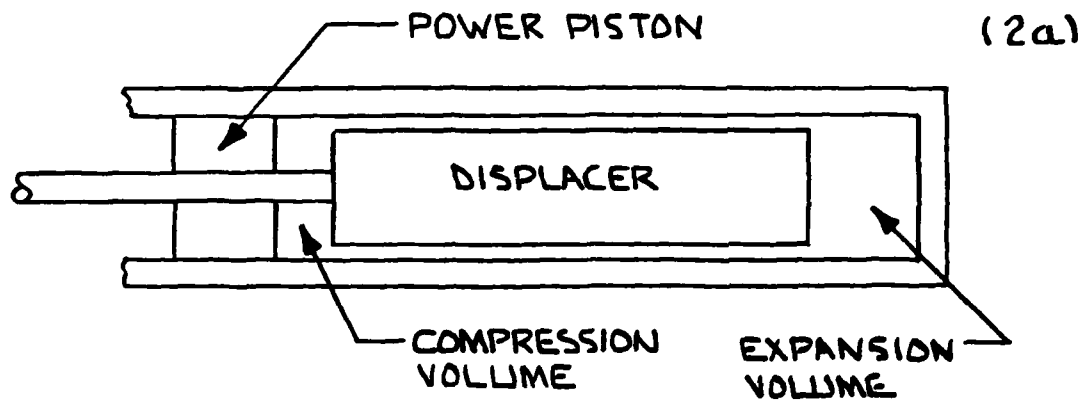 POWER PISTON
(2a)
DISPLACER
COMPRESSION
VOLUME
EXPANSION
VOLUME